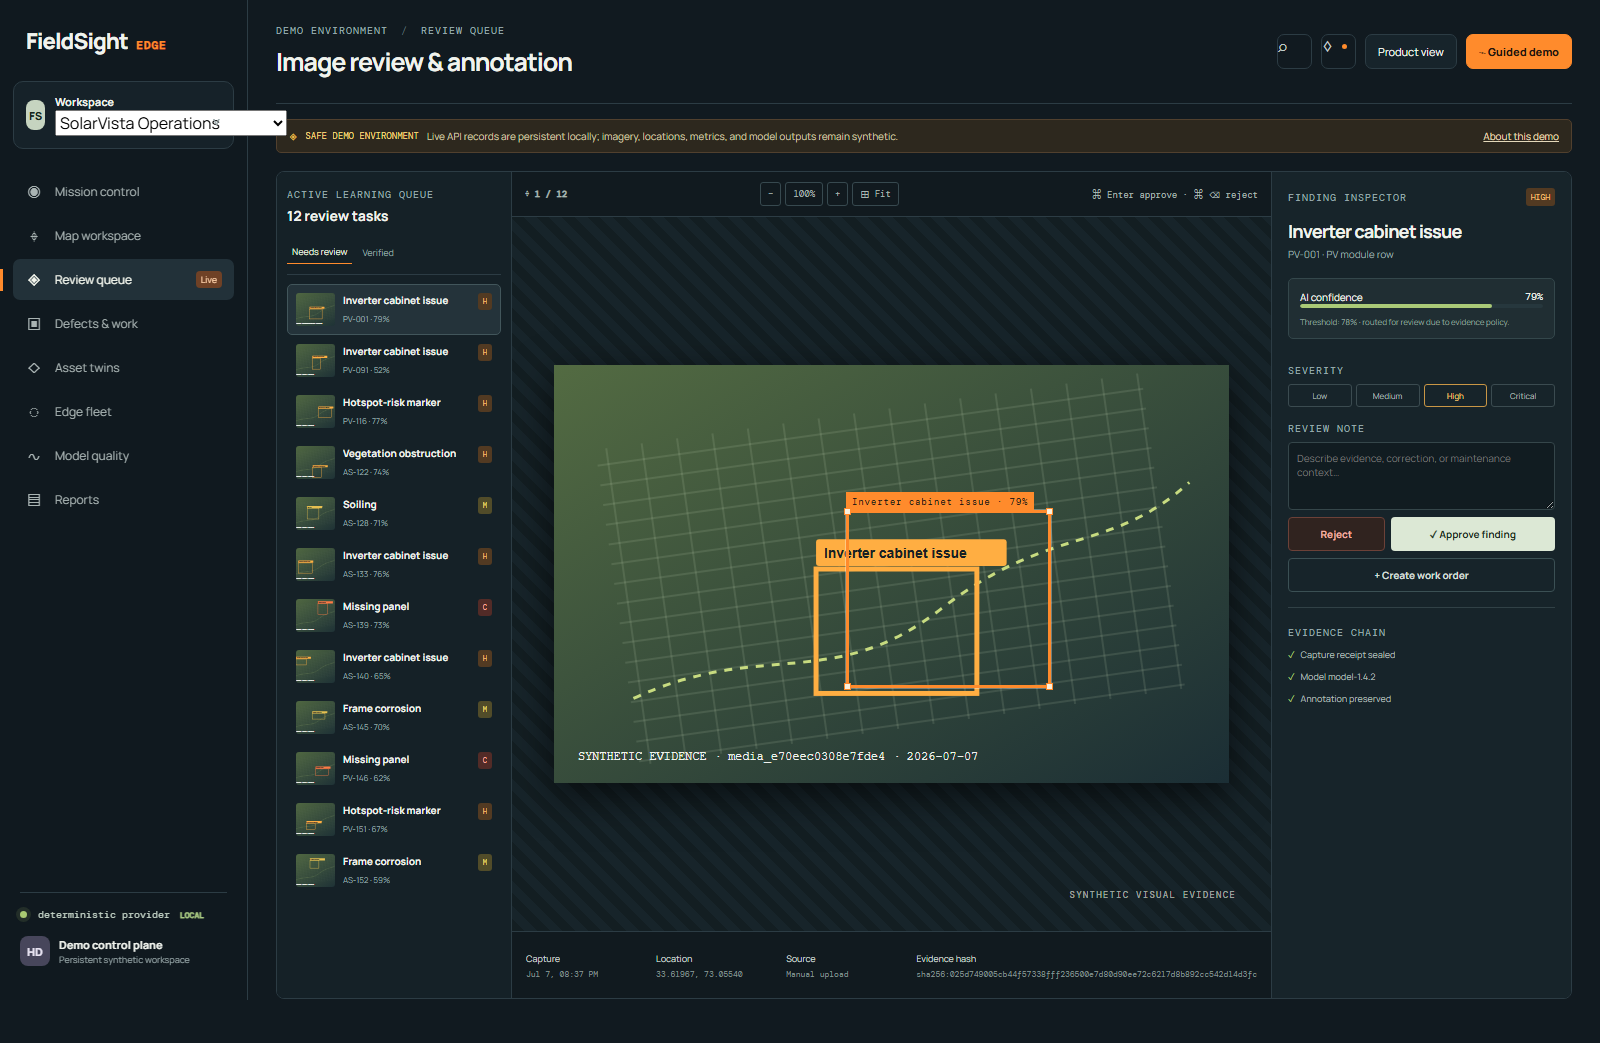 FieldSight EDGE
FS
Workspace
SolarVista Operations
Mission control
Map workspace
Review queue
Live
Defects & work
Asset twins
Edge fleet
Model quality
Reports
deterministic provider LOCAL
HD
Demo control plane
Persistent synthetic workspace
DEMO ENVIRONMENT / REVIEW QUEUE
Image review & annotation
Product view
Guided demo
SAFE DEMO ENVIRONMENT Live API records are persistent locally; imagery, locations, metrics, and model outputs remain synthetic.
About this demo
ACTIVE LEARNING QUEUE
12 review tasks
Needs review
Verified
Inverter cabinet issue
H
PV-001 · 79%
Inverter cabinet issue
H
PV-091 · 52%
Hotspot-risk marker
H
PV-116 · 77%
Vegetation obstruction
H
AS-122 · 74%
Soiling
M
AS-128 · 71%
Inverter cabinet issue
H
AS-133 · 76%
Missing panel
C
AS-139 · 73%
Inverter cabinet issue
H
AS-140 · 65%
Frame corrosion
M
AS-145 · 70%
Missing panel
C
PV-146 · 62%
Hotspot-risk marker
H
PV-151 · 67%
Frame corrosion
M
AS-152 · 59%
1 / 12
-
100%
+
Fit
⌘ Enter approve · ⌘ ⌫ reject
Inverter cabinet issue · 79%
Inverter cabinet issue
SYNTHETIC EVIDENCE · media_e70eec0308e7fde4 · 2026-07-07
SYNTHETIC VISUAL EVIDENCE
Capture
Jul 7, 08:37 PM
Location
33.61967, 73.05540
Source
Manual upload
Evidence hash
sha256:025d749005cb44f57338fff236500e7d80d90ee72c6217d8b892cc542d14d3fc
FINDING INSPECTOR
HIGH
Inverter cabinet issue
PV-001 · PV module row
AI confidence
79%
Threshold: 78% · routed for review due to evidence policy.
SEVERITY
Low
Medium
High
Critical
REVIEW NOTE
Describe evidence, correction, or maintenance
context...
Reject
✓ Approve finding
+ Create work order
EVIDENCE CHAIN
✓ Capture receipt sealed
✓ Model model-1.4.2
✓ Annotation preserved